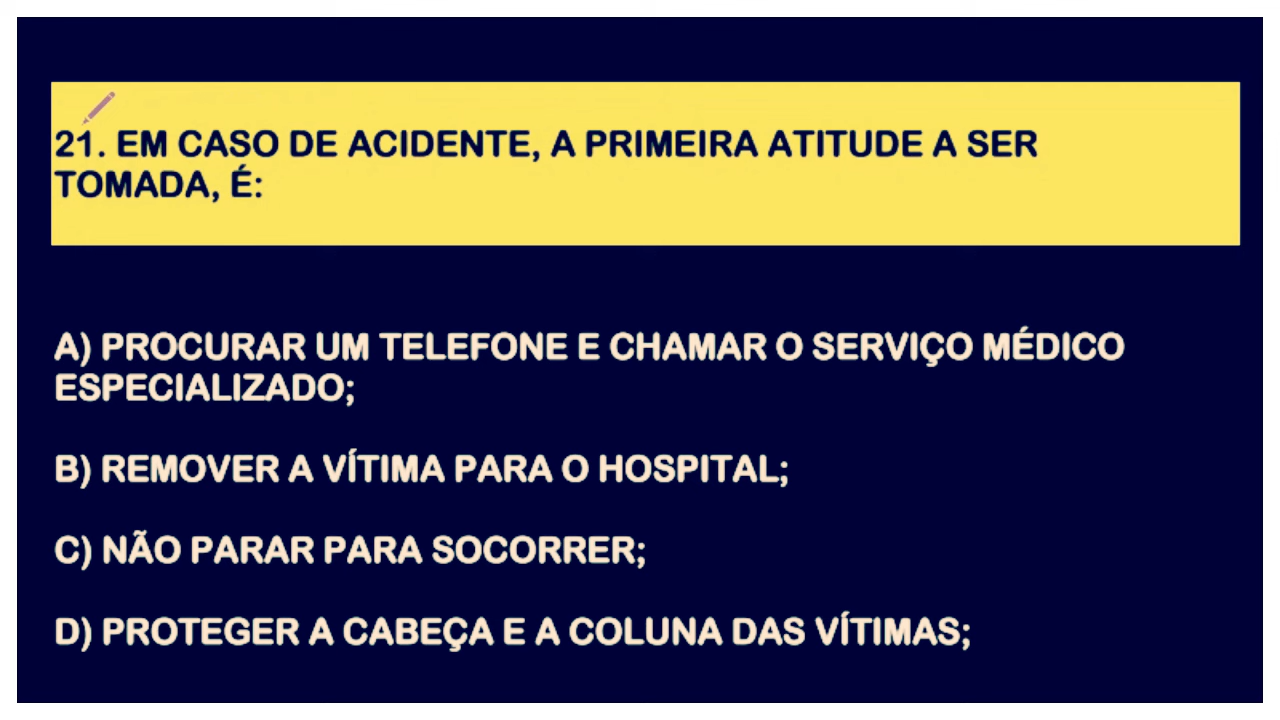 21. EM CASO DE ACIDENTE, A PRIMEIRA ATITUDE A SER
TOMADA, É:
A) PROCURAR UM TELEFONE E CHAMAR O SERVIÇO MÉDICO
ESPECIALIZADO;
B) REMOVER A VÍTIMA PARA O HOSPITAL;
C) NÃO PARAR PARA SOCORRER;
D) PROTEGER A CABEÇA E A COLUNA DAS VÍTIMAS;